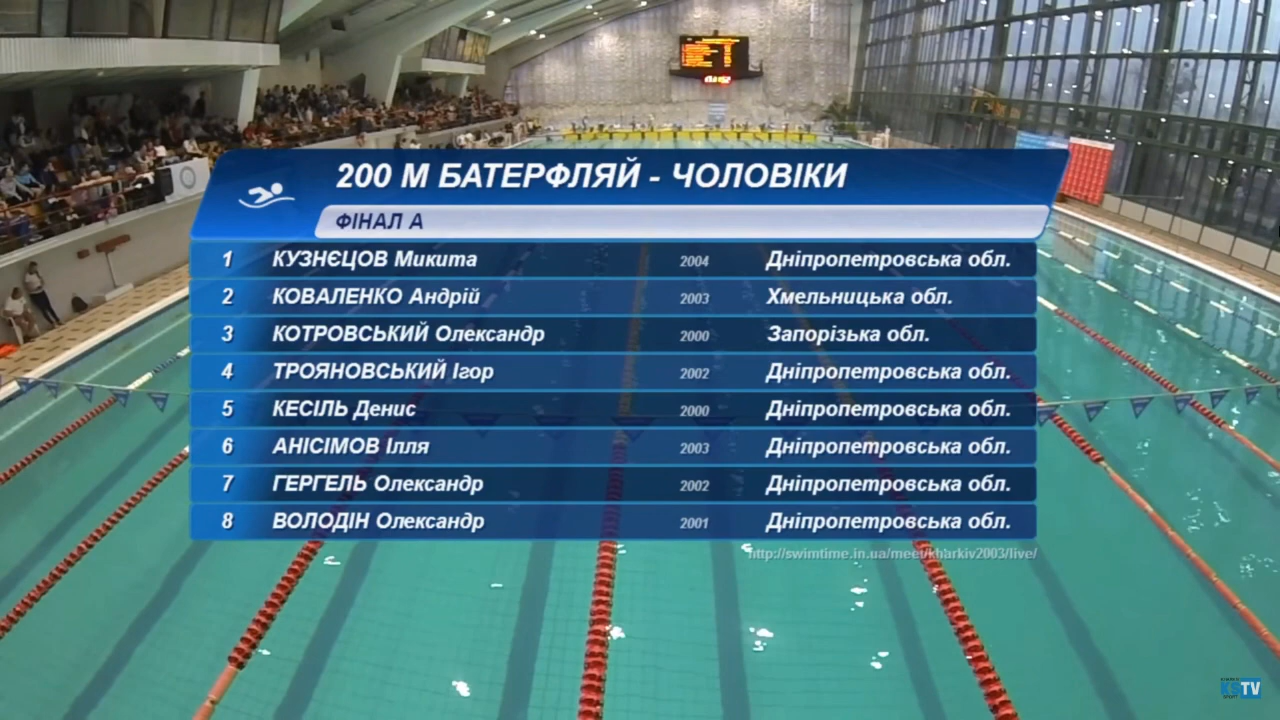 200 М БАТЕРФЛЯЙ - ЧОЛОВІКИ
ФІНАЛ А
1 КУЗНЄЦОВ Микита 2004 Дніпропетровська обл.
2 КОВАЛЕНКО Андрій 2003 Хмельницька обл.
3 КОТРОВСЬКИЙ Олександр 2000 Запорізька обл.
4 ТРОЯНОВСЬКИЙ Ігор 2002 Дніпропетровська обл.
5 КЕСІЛЬ Денис 2000 Дніпропетровська обл.
6 АНІСІМОВ Ілля 2003 Дніпропетровська обл.
7 ГЕРГЕЛЬ Олександр 2002 Дніпропетровська обл.
8 ВОЛОДІН Олександр 2001 Дніпропетровська обл.
http://swimtime.in.ua/meet/kharkiv2003/live/
KSTV